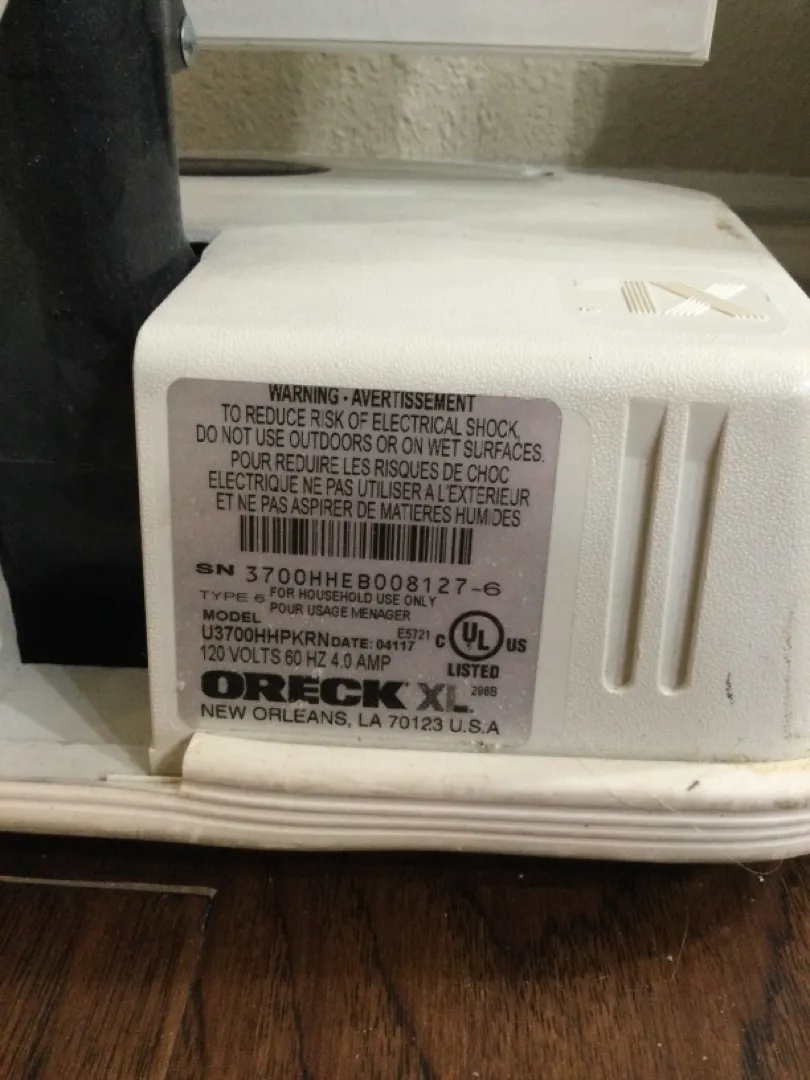 WARNING - AVERTISSEMENT
TO REDUCE RISK OF ELECTRICAL SHOCK,
DO NOT USE OUTDOORS OR ON WET SURFACES.
POUR REDUIRE LES RISQUES DE CHOC
ELECTRIQUE NE PAS UTILISER A L'EXTERIEUR
ET NE PAS ASPIRER DE MATIERES HUMIDES
SN 3700HHEB008127-6
TYPE 6 FOR HOUSEHOLD USE ONLY
POUR USAGE MENAGER
MODEL
U3700HHPKRN DATE: 04117 E5721
120 VOLTS 60 HZ 4.0 AMP
C UL US
LISTED
296B
ORECK XL.
NEW ORLEANS, LA 70123 U.S.A
XL